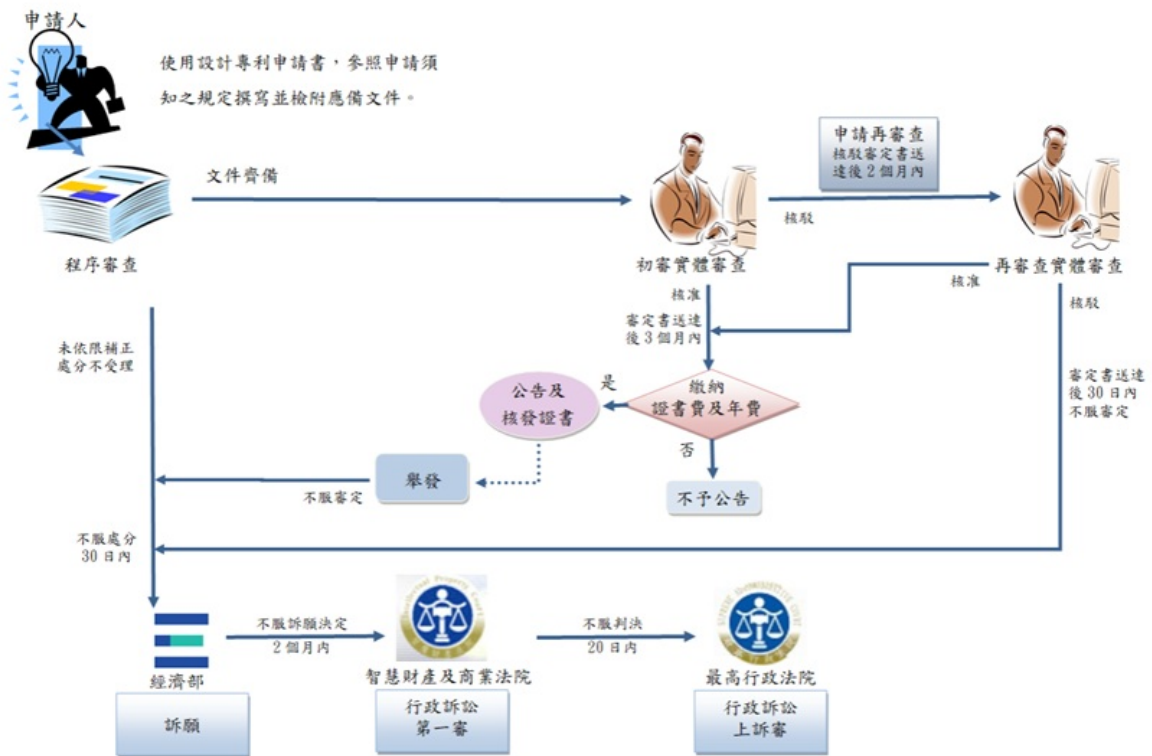 申請人
使用設計專利申請書，參照申請須
知之規定撰寫並檢附應備文件。
申請再審查
核駁審定書送
達後2個月內
文件齊備
核駁
程序審查
初審實體審查
再審查實體審查
核准
核准
核駁
審定書送達
後3個月內
未依限補正
處分不受理
審定書送達
後30日內
不服審定
是
繳納
證書費及年費
公告及
核發證書
否
舉發
不服審定
不予公告
不服處分
30日內
不服訴願決定
2個月內
不服判決
20日內
經濟部
智慧財產及商業法院
最高行政法院
訴願
行政訴訟
第一審
行政訴訟
上訴審